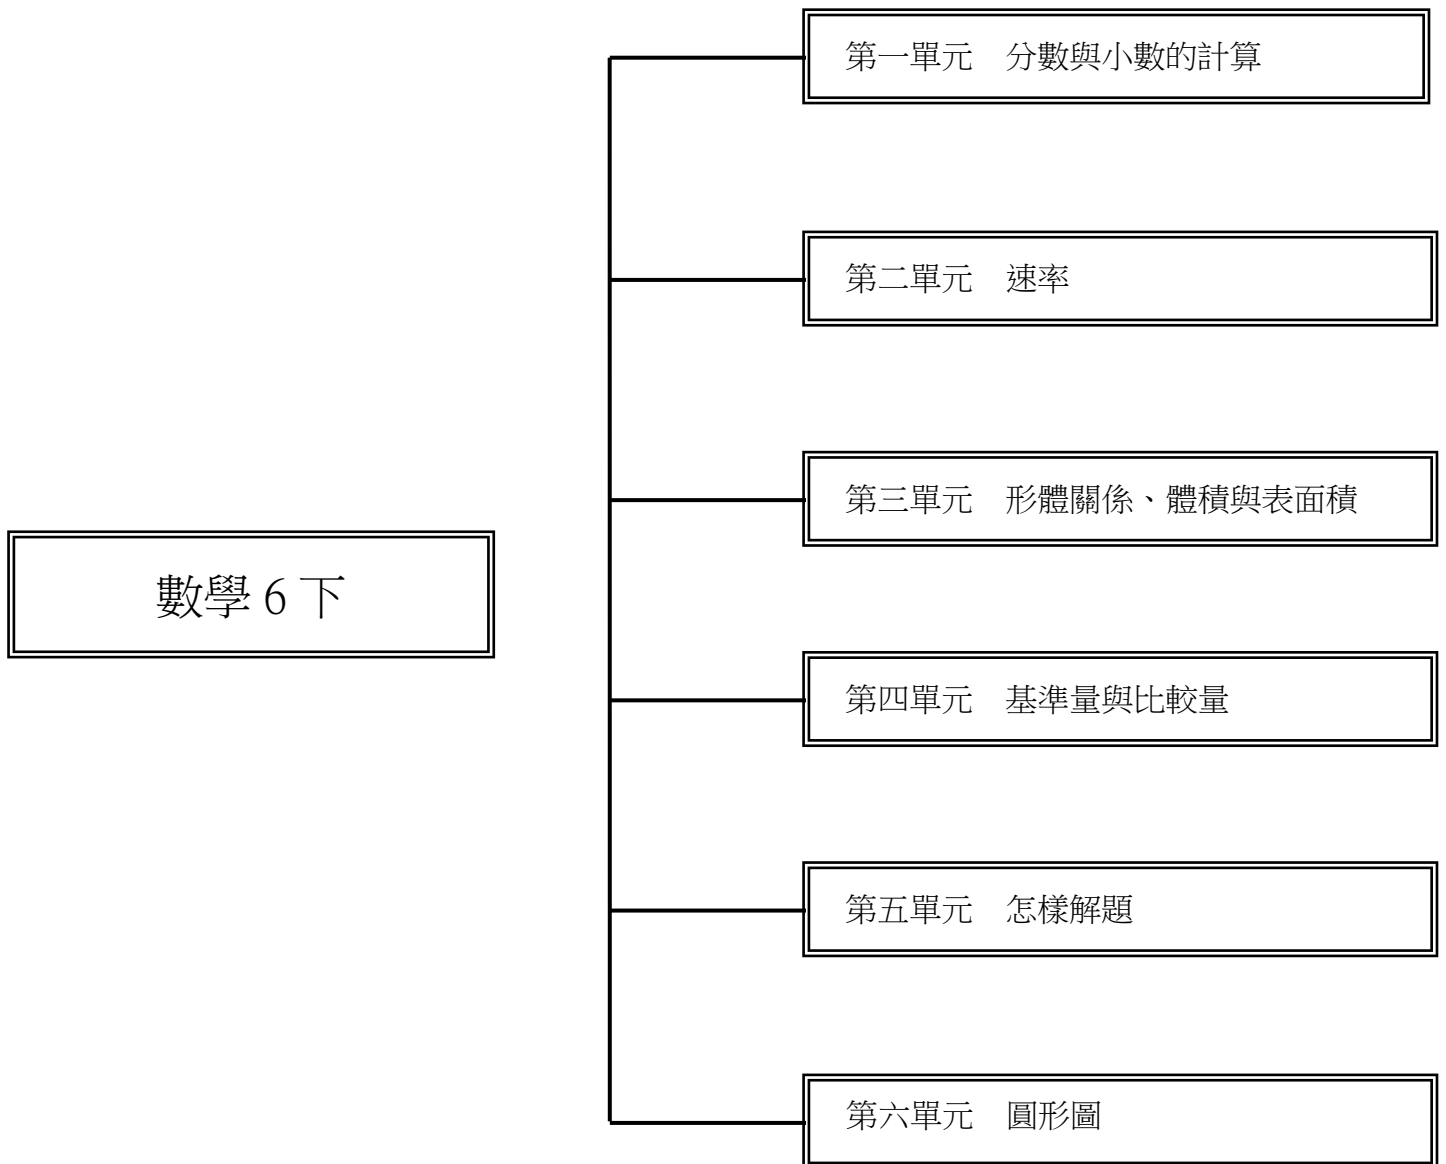 第一單元　分數與小數的計算
第二單元　速率
第三單元　形體關係、體積與表面積
數學 6 下
第四單元　基準量與比較量
第五單元　怎樣解題
第六單元　圓形圖